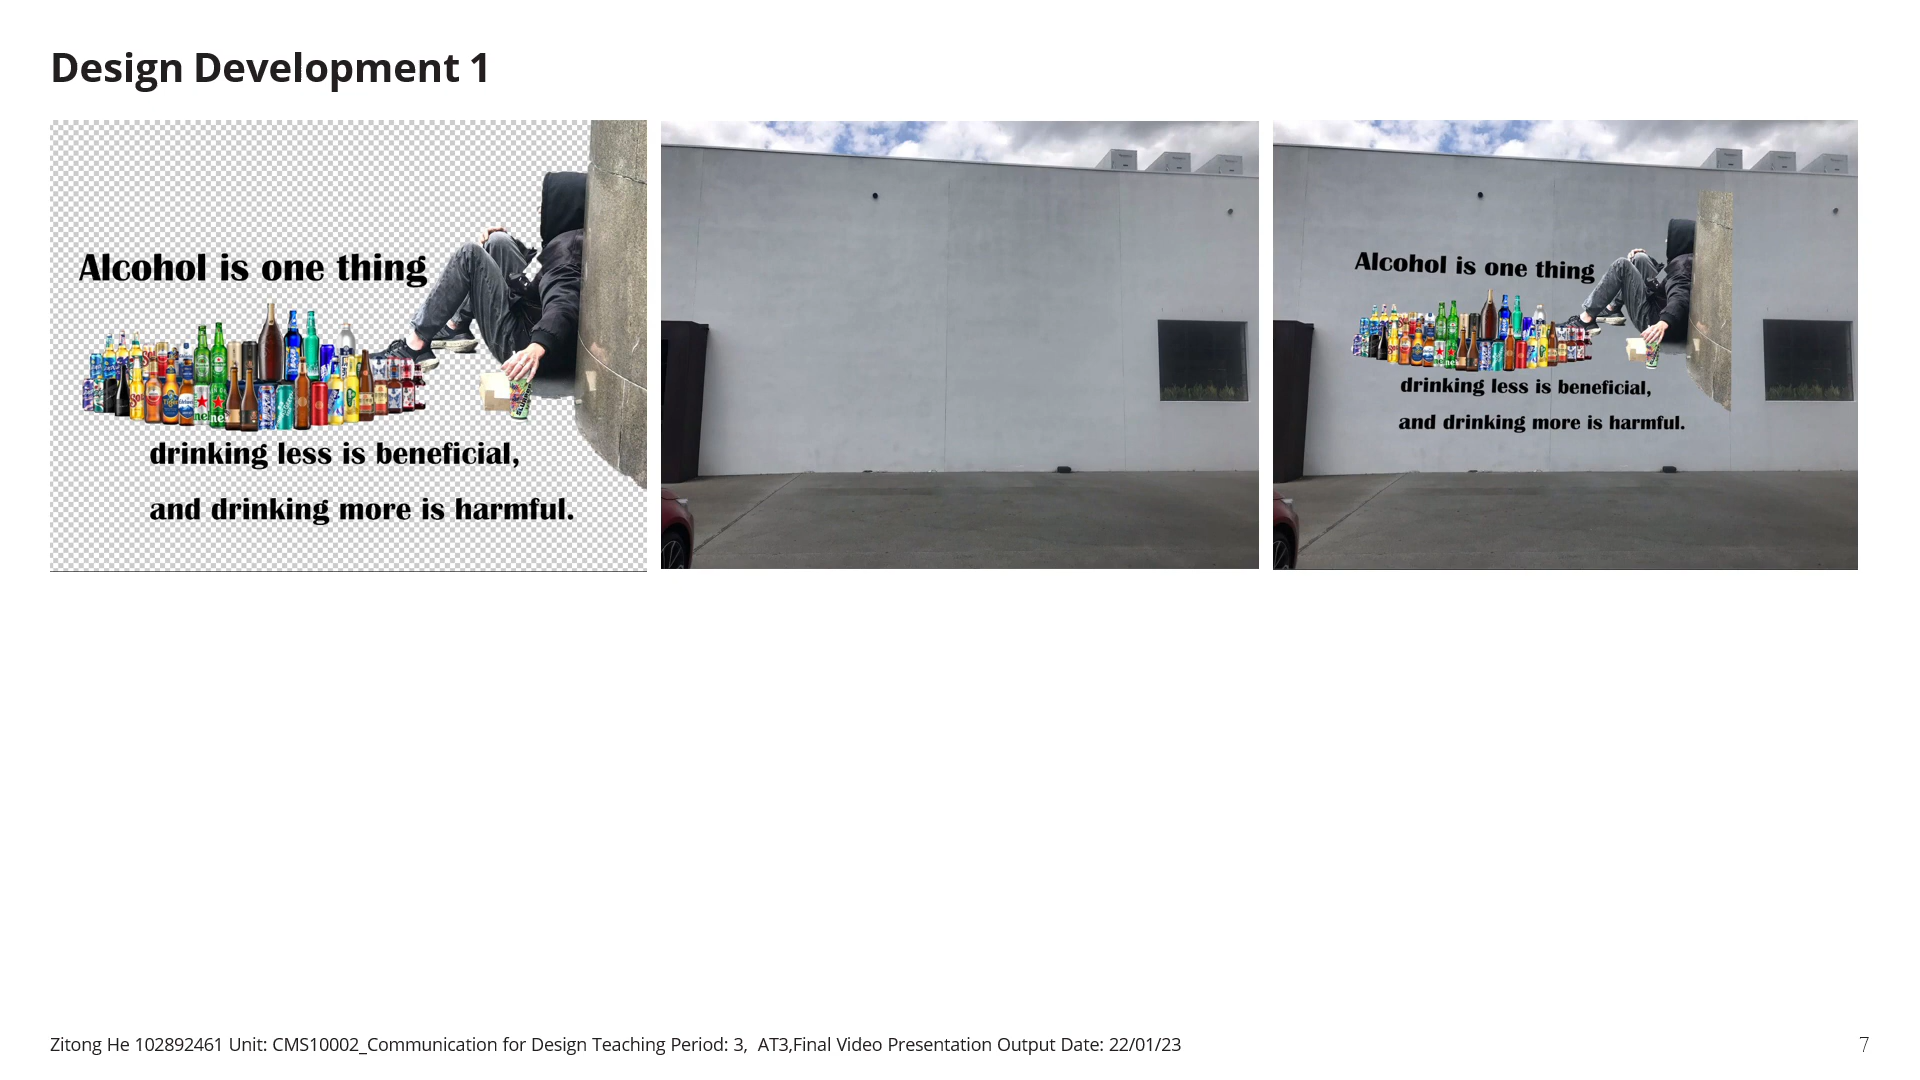 Design Development 1
Alcohol is one thing
drinking less is beneficial,
and drinking more is harmful.
Alcohol is one thing
drinking less is beneficial,
and drinking more is harmful.
Zitong He 102892461 Unit: CMS10002_Communication for Design Teaching Period: 3,  AT3,Final Video Presentation Output Date: 22/01/23
7